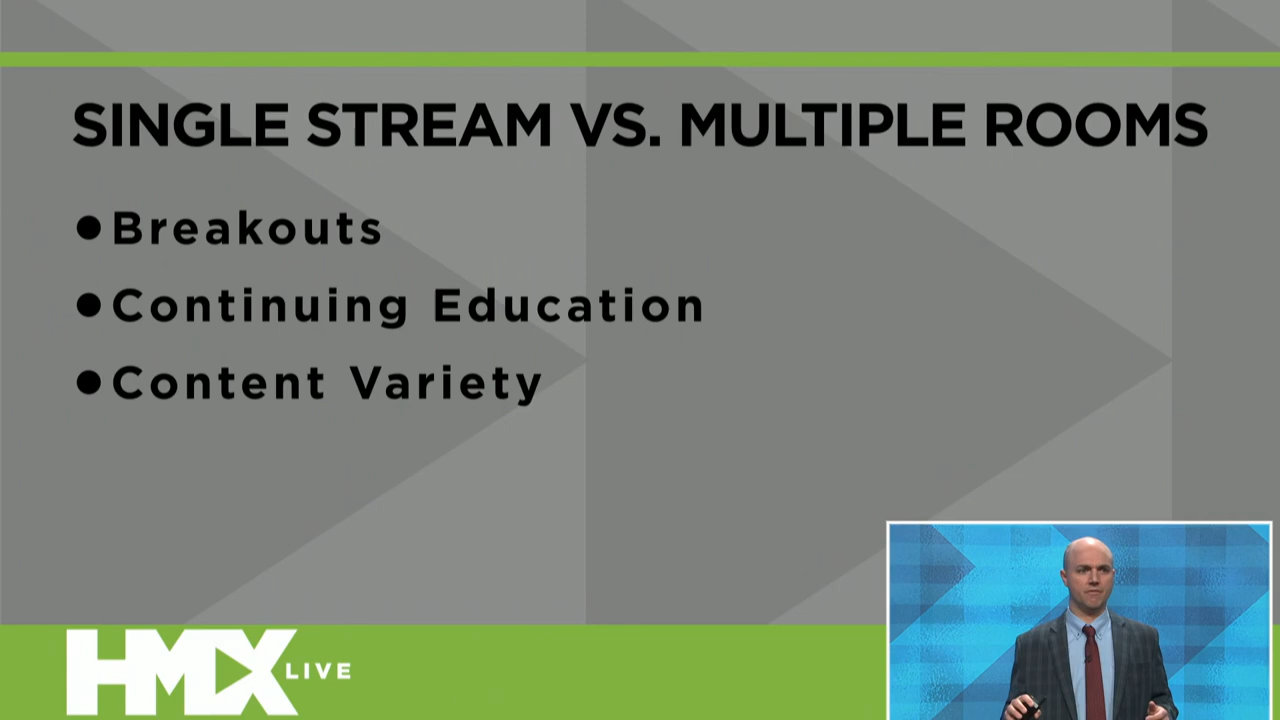 SINGLE STREAM VS. MULTIPLE ROOMS
● Breakouts
● Continuing Education
● Content Variety
HMX LIVE